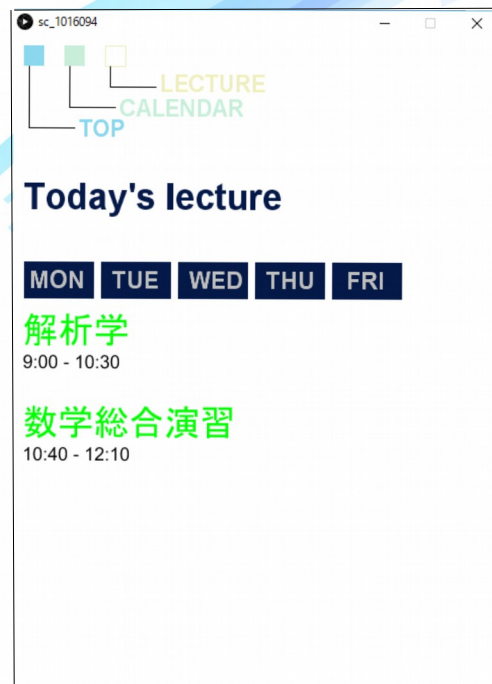 sc_1016094
LECTURE
CALENDAR
TOP
Today's lecture
MON TUE WED THU FRI
解析学
9:00 - 10:30
数学総合演習
10:40 - 12:10